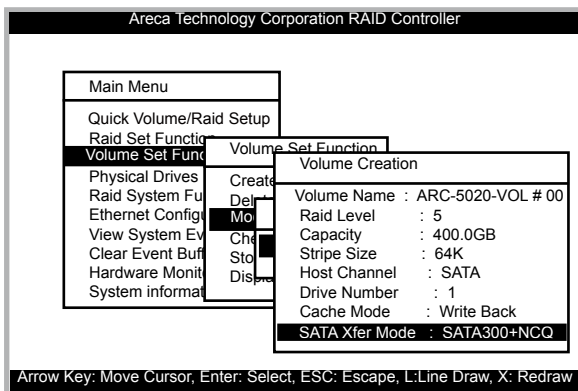 Areca Technology Corporation RAID Controller
Main Menu
Quick Volume/Raid Setup
Raid Set Function
Volume Set Func
Physical Drives
Raid System Fu
Ethernet Config
View System Ev
Clear Event Buff
Hardware Monit
System informat
Volume Set Function
Create
Mo
Che
Sto
Displa
Volume Creation
Volume Name : ARC-5020-VOL # 00
Raid Level : 5
Capacity : 400.0GB
Stripe Size : 64K
Host Channel : SATA
Drive Number : 1
Cache Mode : Write Back
SATA Xfer Mode : SATA300+NCQ
Arrow Key: Move Cursor, Enter: Select, ESC: Escape, L:Line Draw, X: Redraw